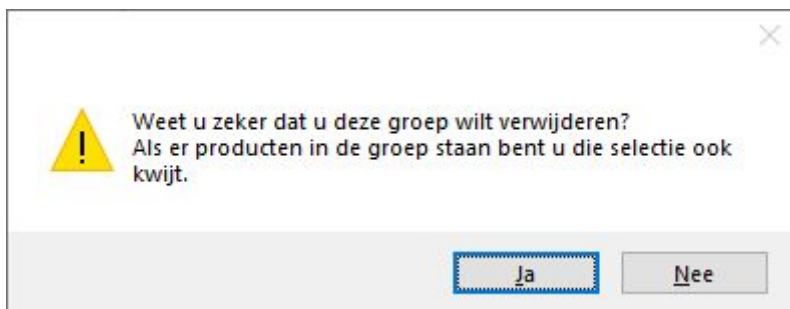 Weet u zeker dat u deze groep wilt verwijderen?
Als er producten in de groep staan bent u die selectie ook
kwijt.
Ja
Nee